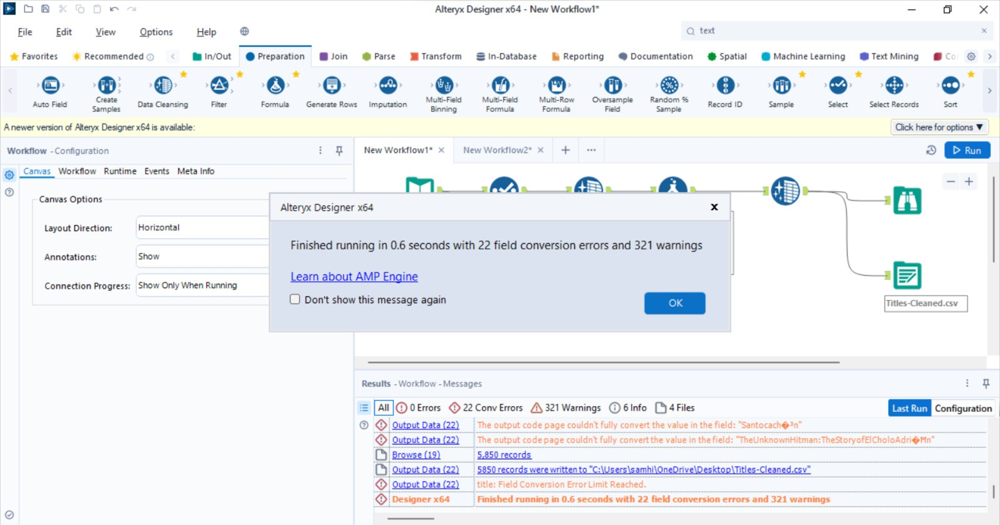 Alteryx Designer x64 - New Workflow1*
File Edit View Options Help
text
Favorites Recommended In/Out Preparation Join Parse Transform In-Database Reporting Documentation Spatial Machine Learning Text Mining Co
Auto Field
Create Samples
Data Cleansing
Filter
Formula
Generate Rows
Imputation
Multi-Field Binning
Multi-Field Formula
Multi-Row Formula
Oversample Field
Random % Sample
Record ID
Sample
Select
Select Records
Sort
A newer version of Alteryx Designer x64 is available:
Click here for options ▼
Workflow - Configuration
Canvas Workflow Runtime Events Meta Info
Canvas Options
Layout Direction: Horizontal
Annotations: Show
Connection Progress: Show Only When Running
New Workflow1* New Workflow2*
Run
Alteryx Designer x64
Finished running in 0.6 seconds with 22 field conversion errors and 321 warnings
Learn about AMP Engine
Don't show this message again
OK
Titles-Cleaned.csv
Results - Workflow - Messages
All 0 Errors 22 Conv Errors 321 Warnings 6 Info 4 Files Last Run Configuration
Output Data (22) The output code page couldn't fully convert the value in the field: "Santocach�³n"
Output Data (22) The output code page couldn't fully convert the value in the field: "TheUnknownHitman:TheStoryofElCholoAdri�Ħn"
Browse (19) 5,850 records
Output Data (22) 5850 records were written to "C:\Users\samhi\OneDrive\Desktop\Titles-Cleaned.csv"
Output Data (22) title: Field Conversion Error Limit Reached.
Designer x64 Finished running in 0.6 seconds with 22 field conversion errors and 321 warnings